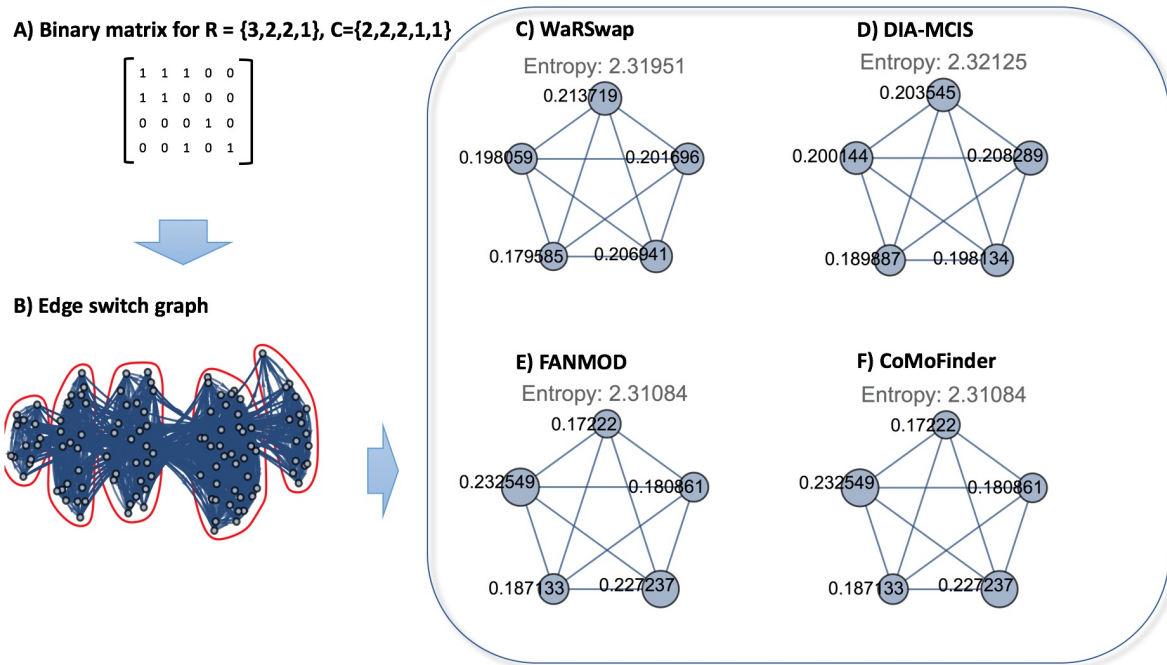 A) Binary matrix for R = {3,2,2,1}, C={2,2,2,1,1}
1 1 1 0 0
1 1 0 0 0
0 0 0 1 0
0 0 1 0 1
B) Edge switch graph
C) WaRSwap
Entropy: 2.31951
0.213719
0.198059
0.201696
0.179585
0.206941
D) DIA-MCIS
Entropy: 2.32125
0.203545
0.200144
0.208289
0.189887
0.198134
E) FANMOD
Entropy: 2.31084
0.17222
0.232549
0.180861
0.187133
0.227237
F) CoMoFinder
Entropy: 2.31084
0.17222
0.232549
0.180861
0.187133
0.227237